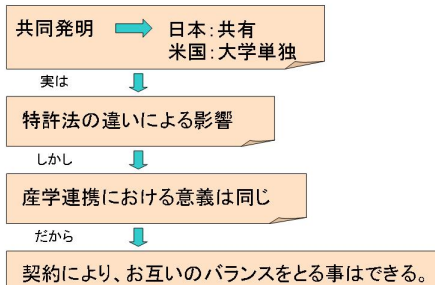 共同発明 日本：共有
米国：大学単独
実は
特許法の違いによる影響
しかし
産学連携における意義は同じ
だから
契約により、お互いのバランスをとる事はできる。